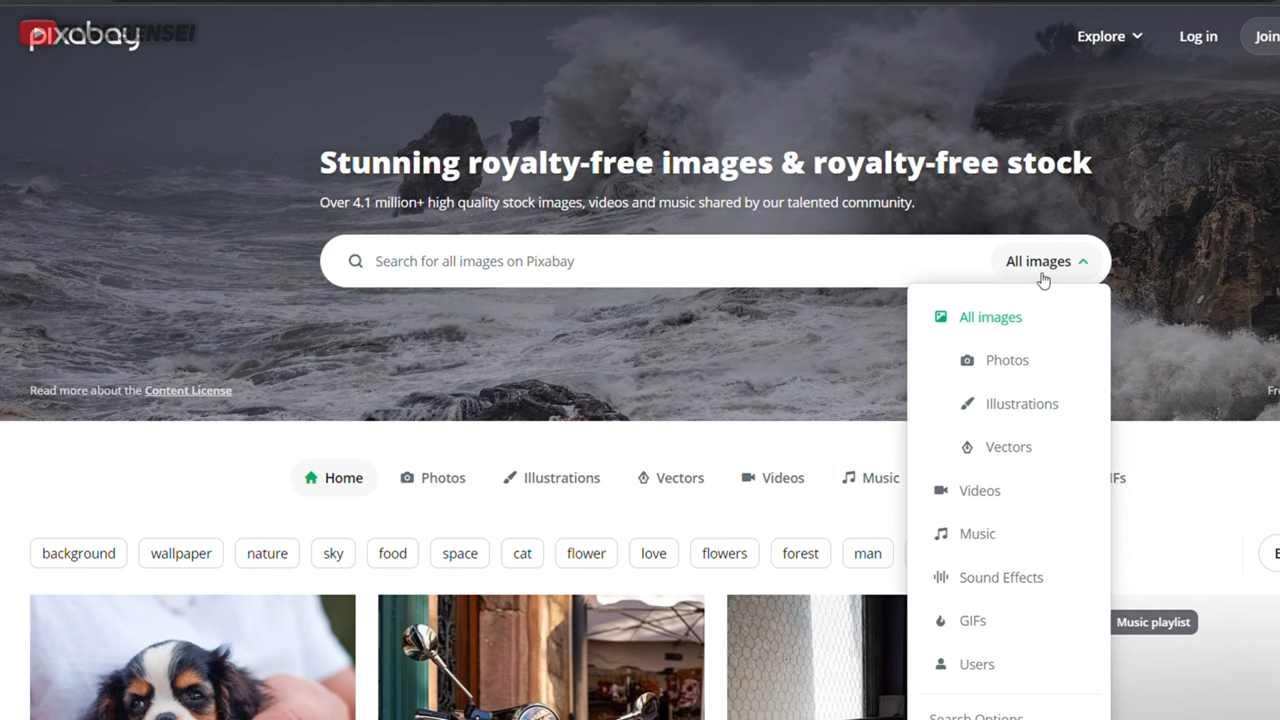 pixabay
SENSEI
Explore
Log in
Join
Stunning royalty-free images & royalty-free stock
Over 4.1 million+ high quality stock images, videos and music shared by our talented community.
Search for all images on Pixabay
All images
All images
Photos
Illustrations
Vectors
Videos
Music
Sound Effects
GIFs
Users
Search Options
Read more about the Content License
Home
Photos
Illustrations
Vectors
Videos
Music
background
wallpaper
nature
sky
food
space
cat
flower
love
flowers
forest
man
Music playlist